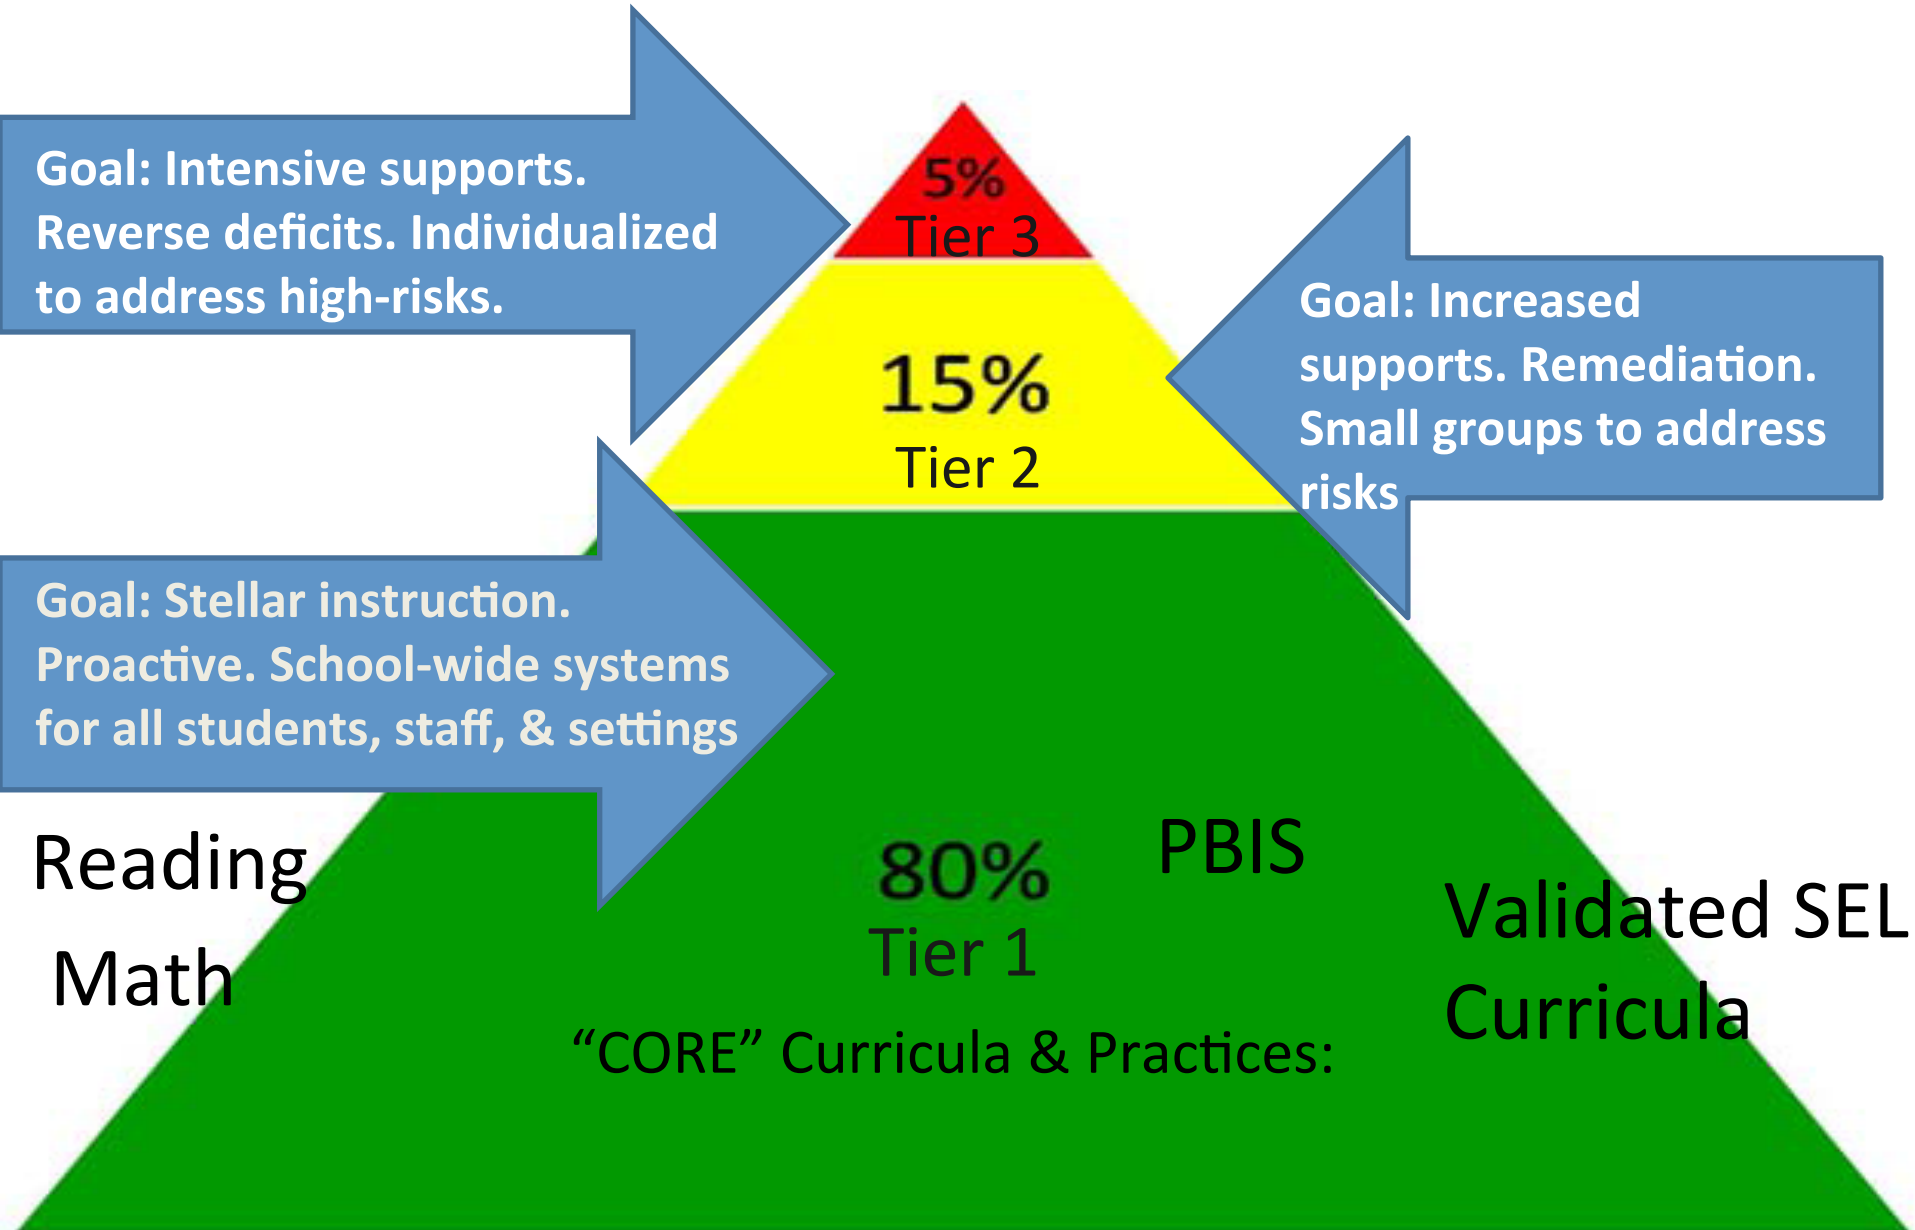 Goal: Intensive supports.
Reverse deficits. Individualized
to address high-risks.
5%
Tier 3
Goal: Increased
supports. Remediation.
Small groups to address
risks
15%
Tier 2
Goal: Stellar instruction.
Proactive. School-wide systems
for all students, staff, & settings
Reading
Math
80%
Tier 1
PBIS
Validated SEL
Curricula
“CORE” Curricula & Practices: